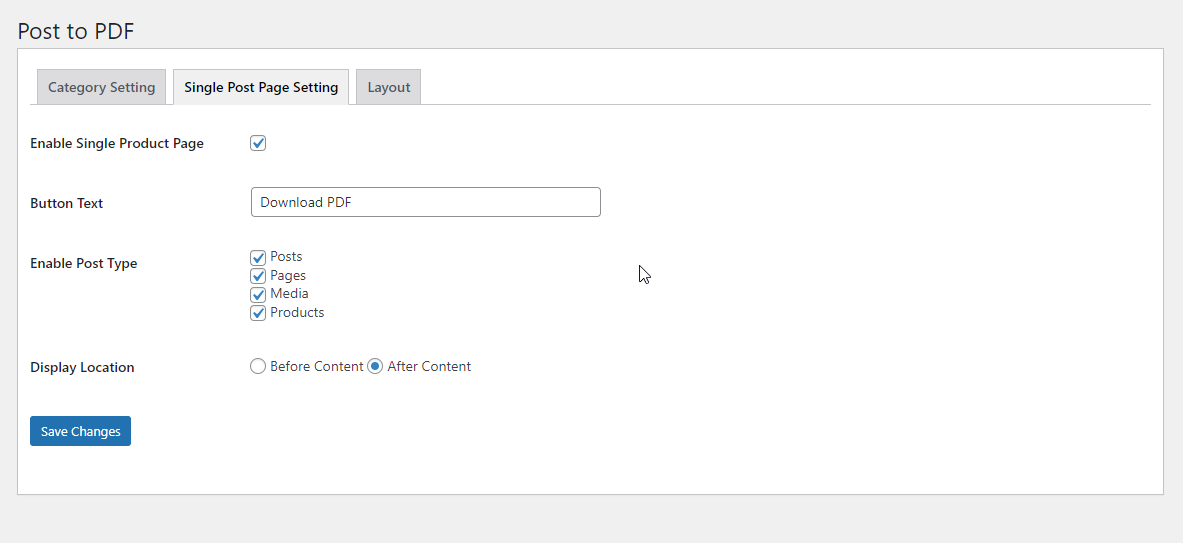 Post to PDF
Category Setting Single Post Page Setting Layout
Enable Single Product Page
Button Text Download PDF
Enable Post Type Posts
Pages
Media
Products
Display Location Before Content After Content
Save Changes